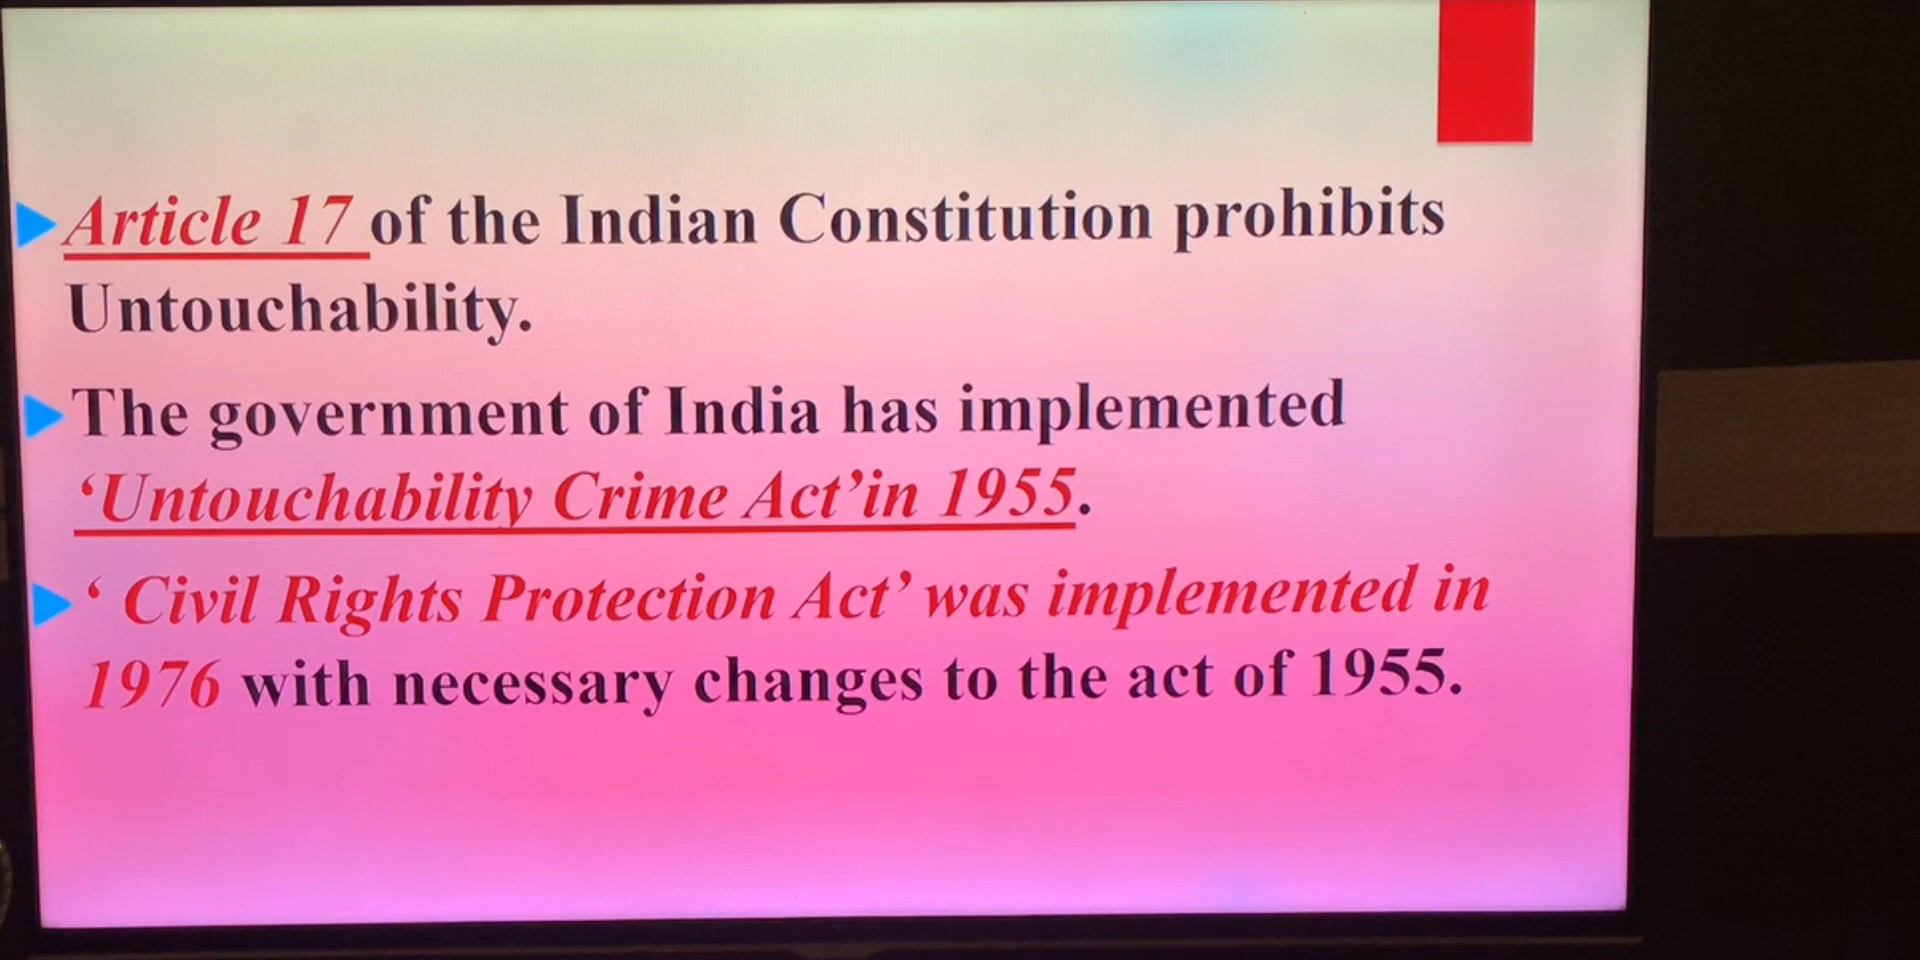 Article 17 of the Indian Constitution prohibits
Untouchability.
The government of India has implemented
‘Untouchability Crime Act’in 1955.
‘ Civil Rights Protection Act’ was implemented in
1976 with necessary changes to the act of 1955.